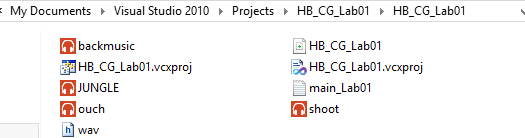 My Documents ▸ Visual Studio 2010 ▸ Projects ▸ HB_CG_Lab01 ▸ HB_CG_Lab01
backmusic HB_CG_Lab01
HB_CG_Lab01.vcxproj HB_CG_Lab01.vcxproj
JUNGLE main_Lab01
ouch shoot
wav